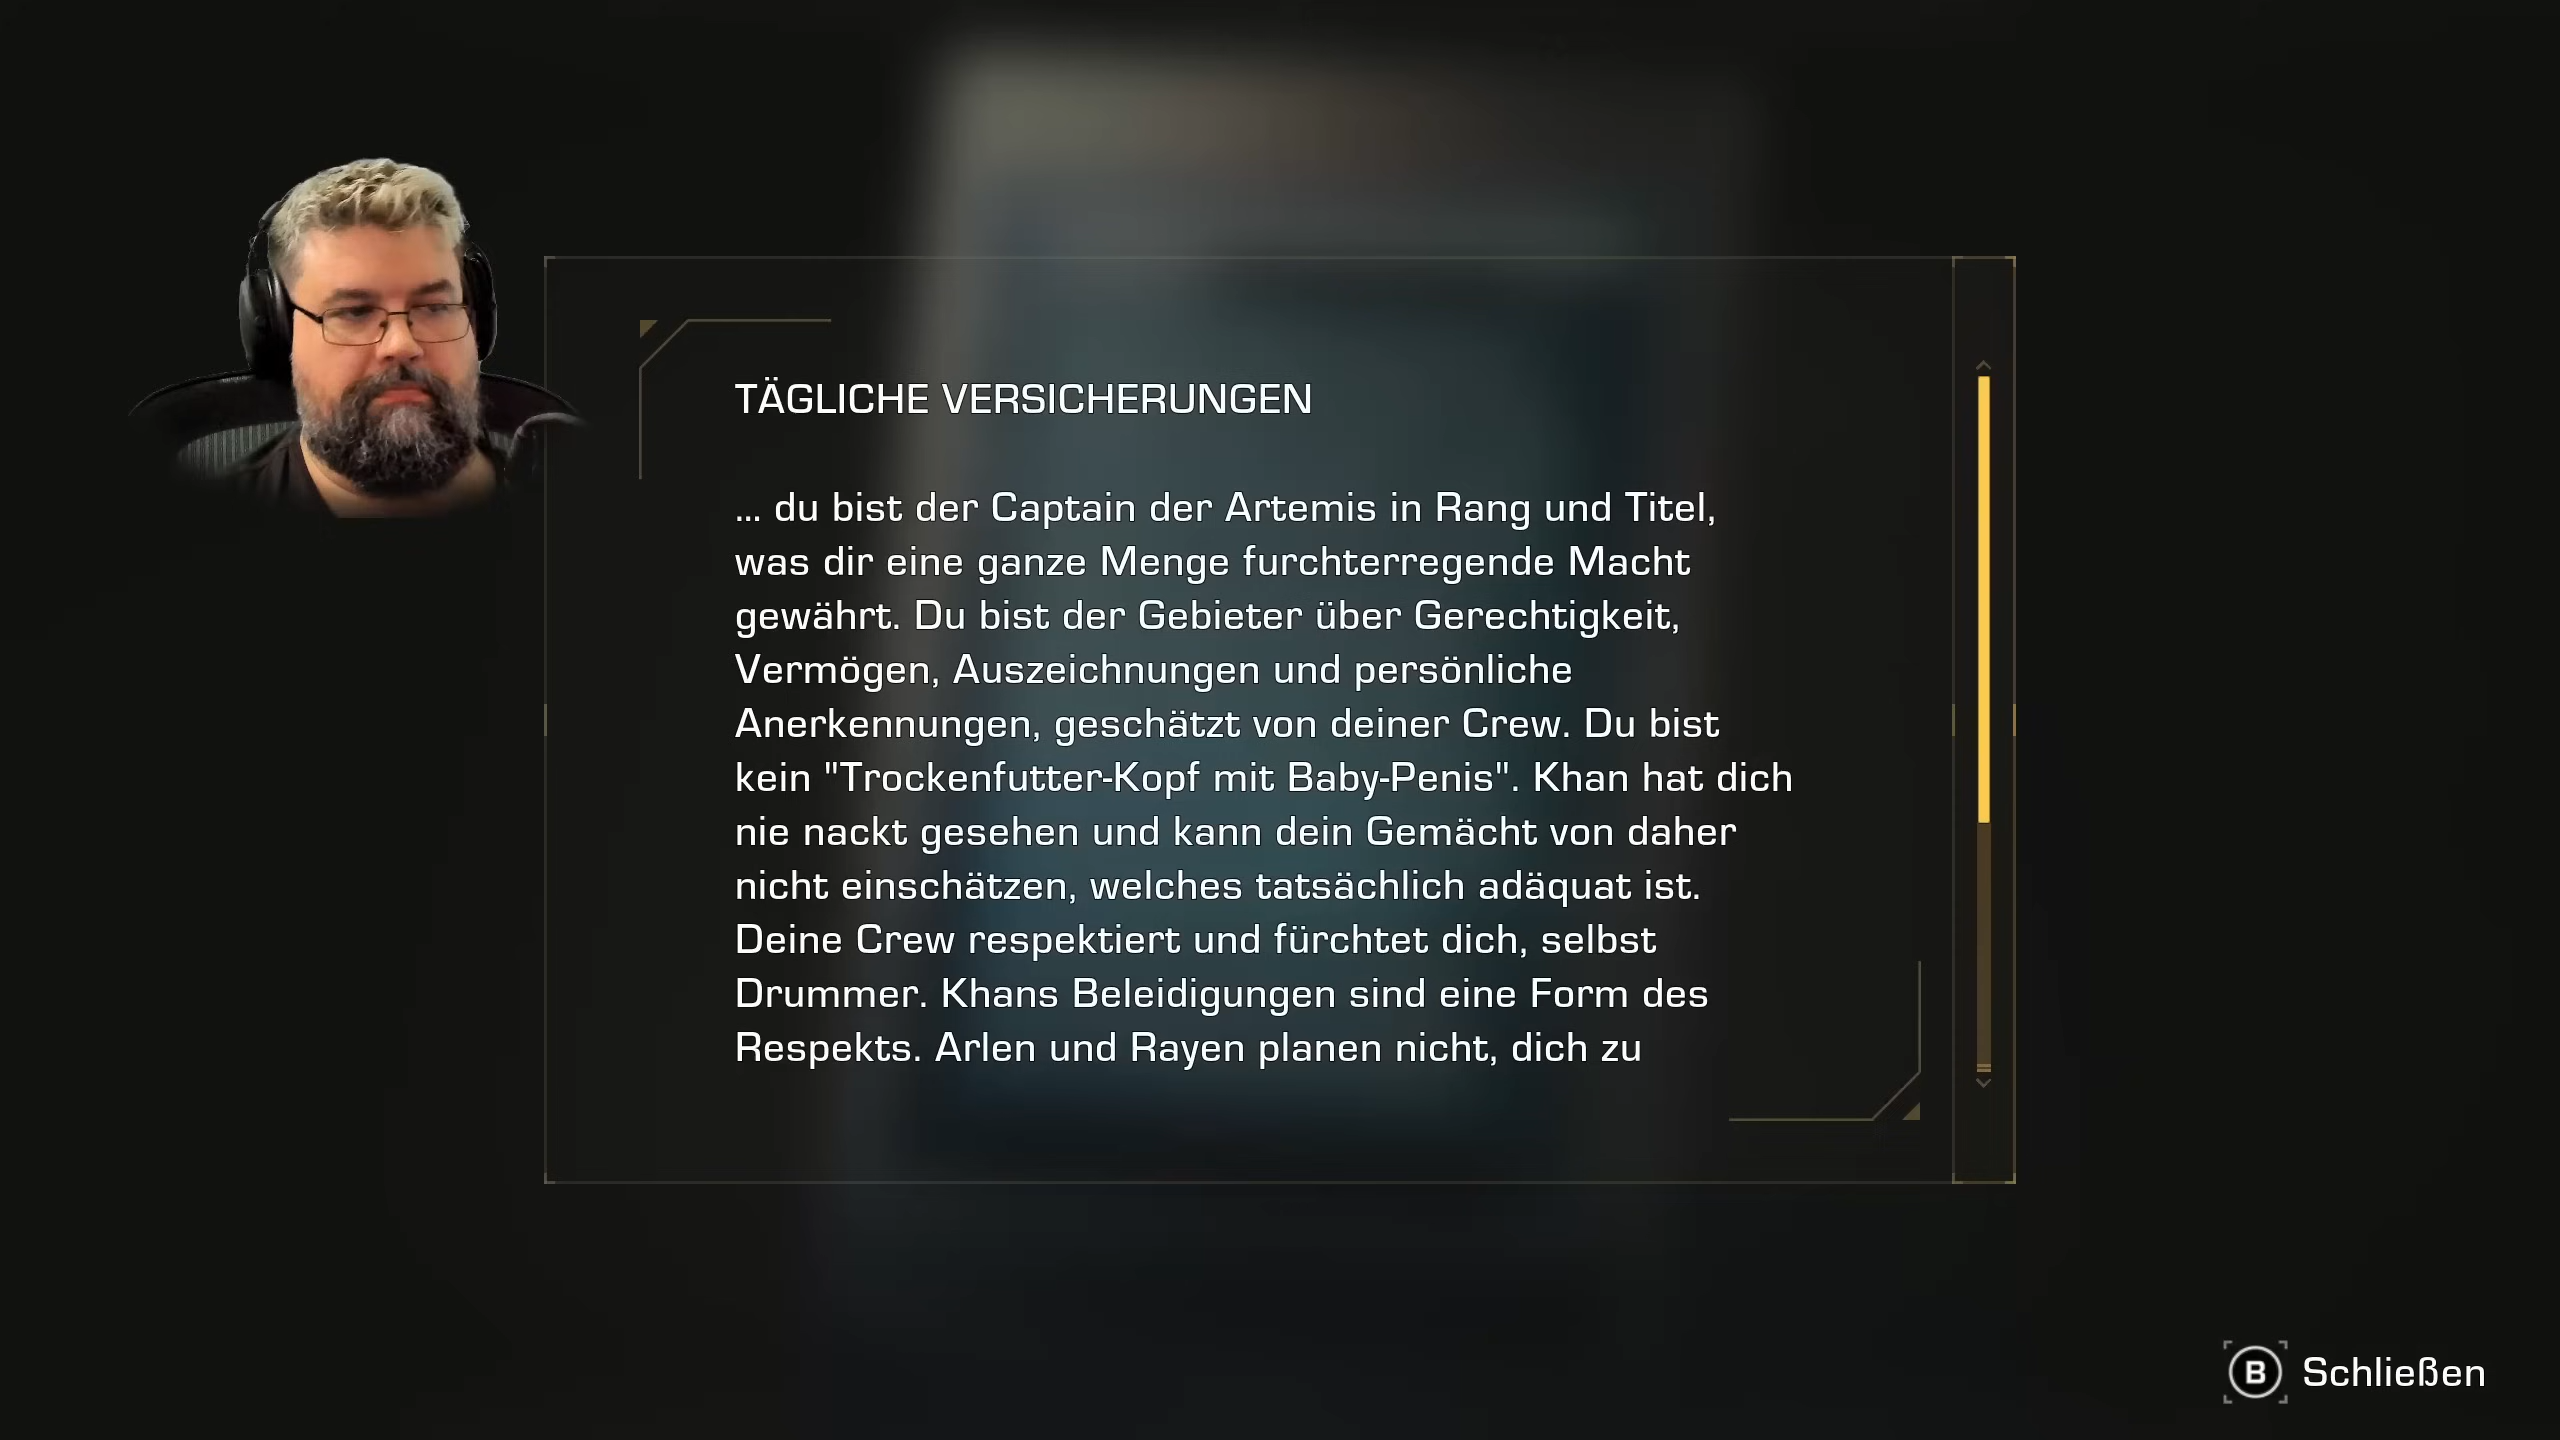 TÄGLICHE VERSICHERUNGEN
... du bist der Captain der Artemis in Rang und Titel,
was dir eine ganze Menge furchterregende Macht
gewährt. Du bist der Gebieter über Gerechtigkeit,
Vermögen, Auszeichnungen und persönliche
Anerkennungen, geschätzt von deiner Crew. Du bist
kein "Trockenfutter-Kopf mit Baby-Penis". Khan hat dich
nie nackt gesehen und kann dein Gemächt von daher
nicht einschätzen, welches tatsächlich adäquat ist.
Deine Crew respektiert und fürchtet dich, selbst
Drummer. Khans Beleidigungen sind eine Form des
Respekts. Arlen und Rayen planen nicht, dich zu
B Schließen